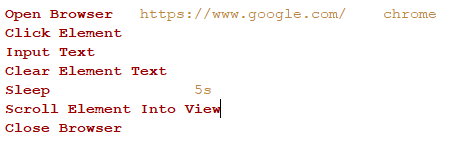 Open Browser https://www.google.com/ chrome
Click Element
Input Text
Clear Element Text
Sleep 5s
Scroll Element Into View
Close Browser